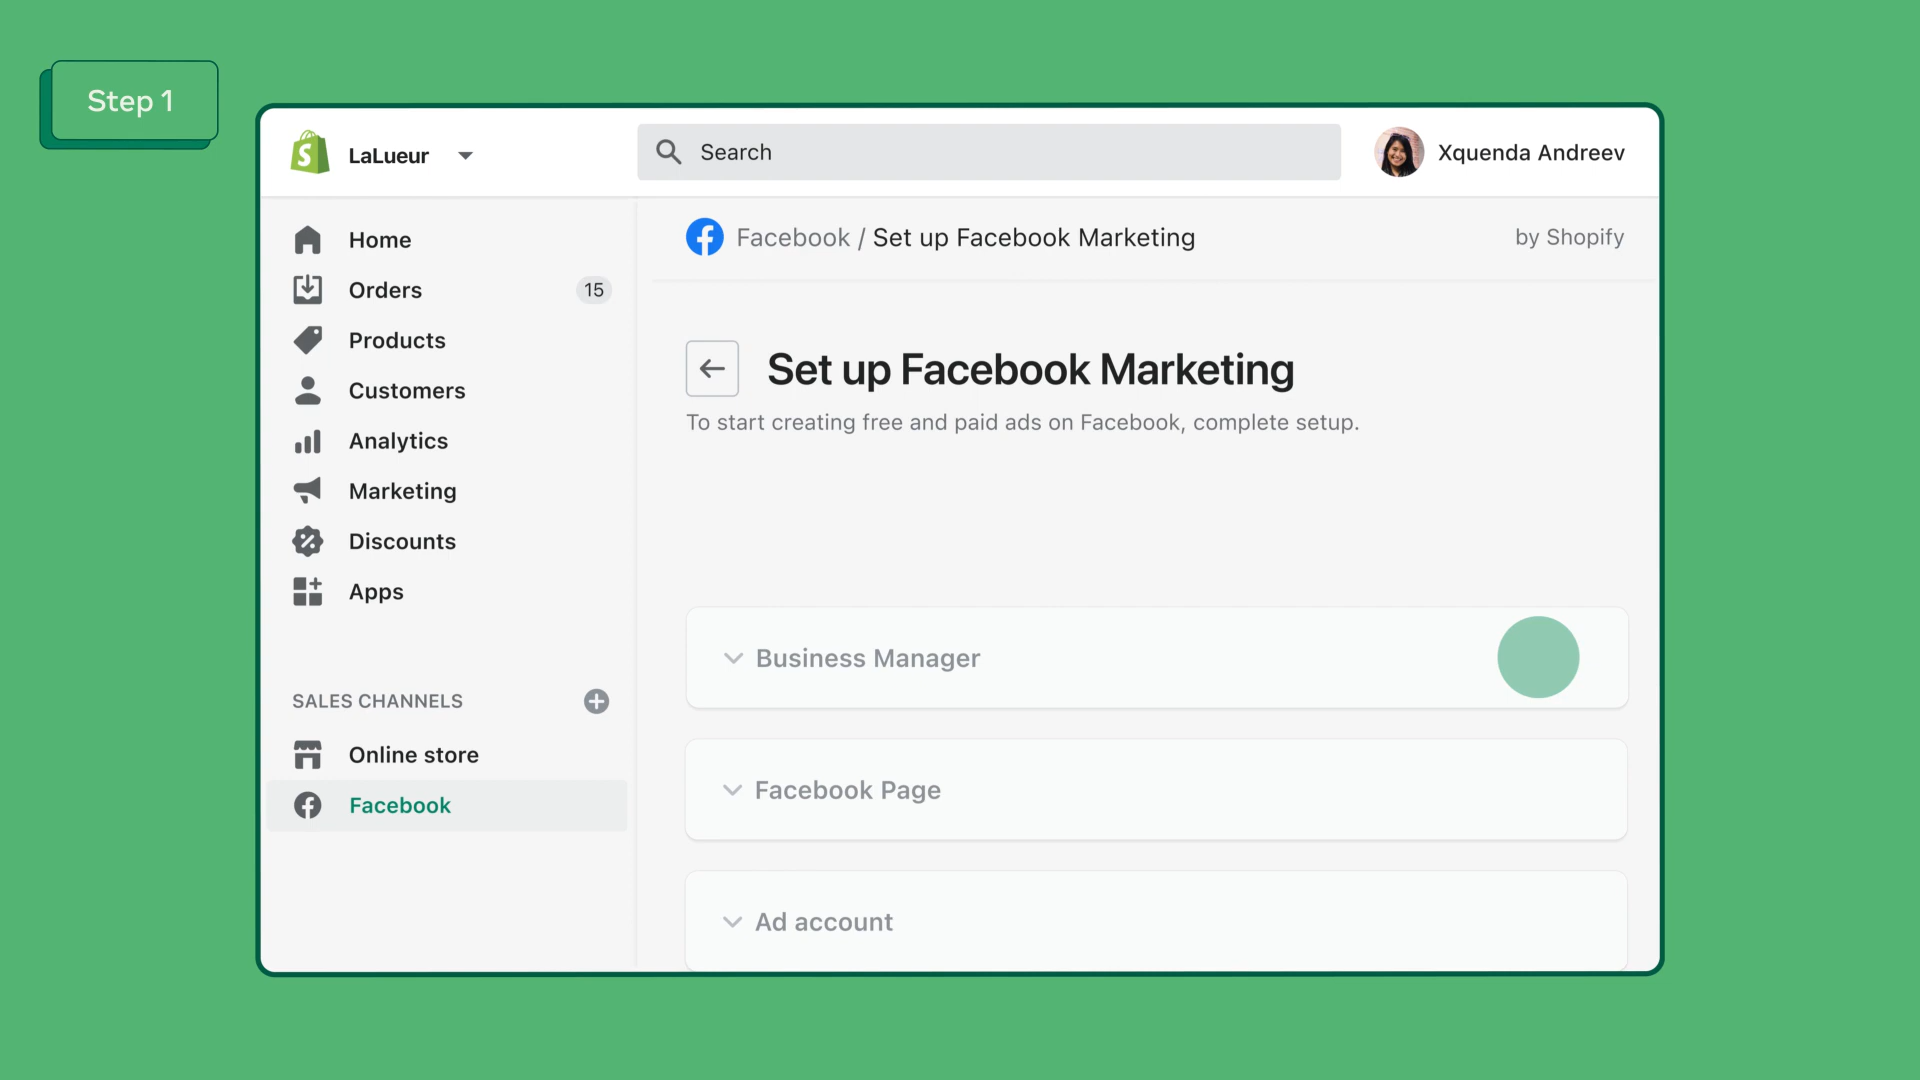 Step 1
LaLueur
Search
Xquenda Andreev
Home
Orders
15
Products
Customers
Analytics
Marketing
Discounts
Apps
SALES CHANNELS
Online store
Facebook
Facebook / Set up Facebook Marketing
by Shopify
Set up Facebook Marketing
To start creating free and paid ads on Facebook, complete setup.
Business Manager
Facebook Page
Ad account